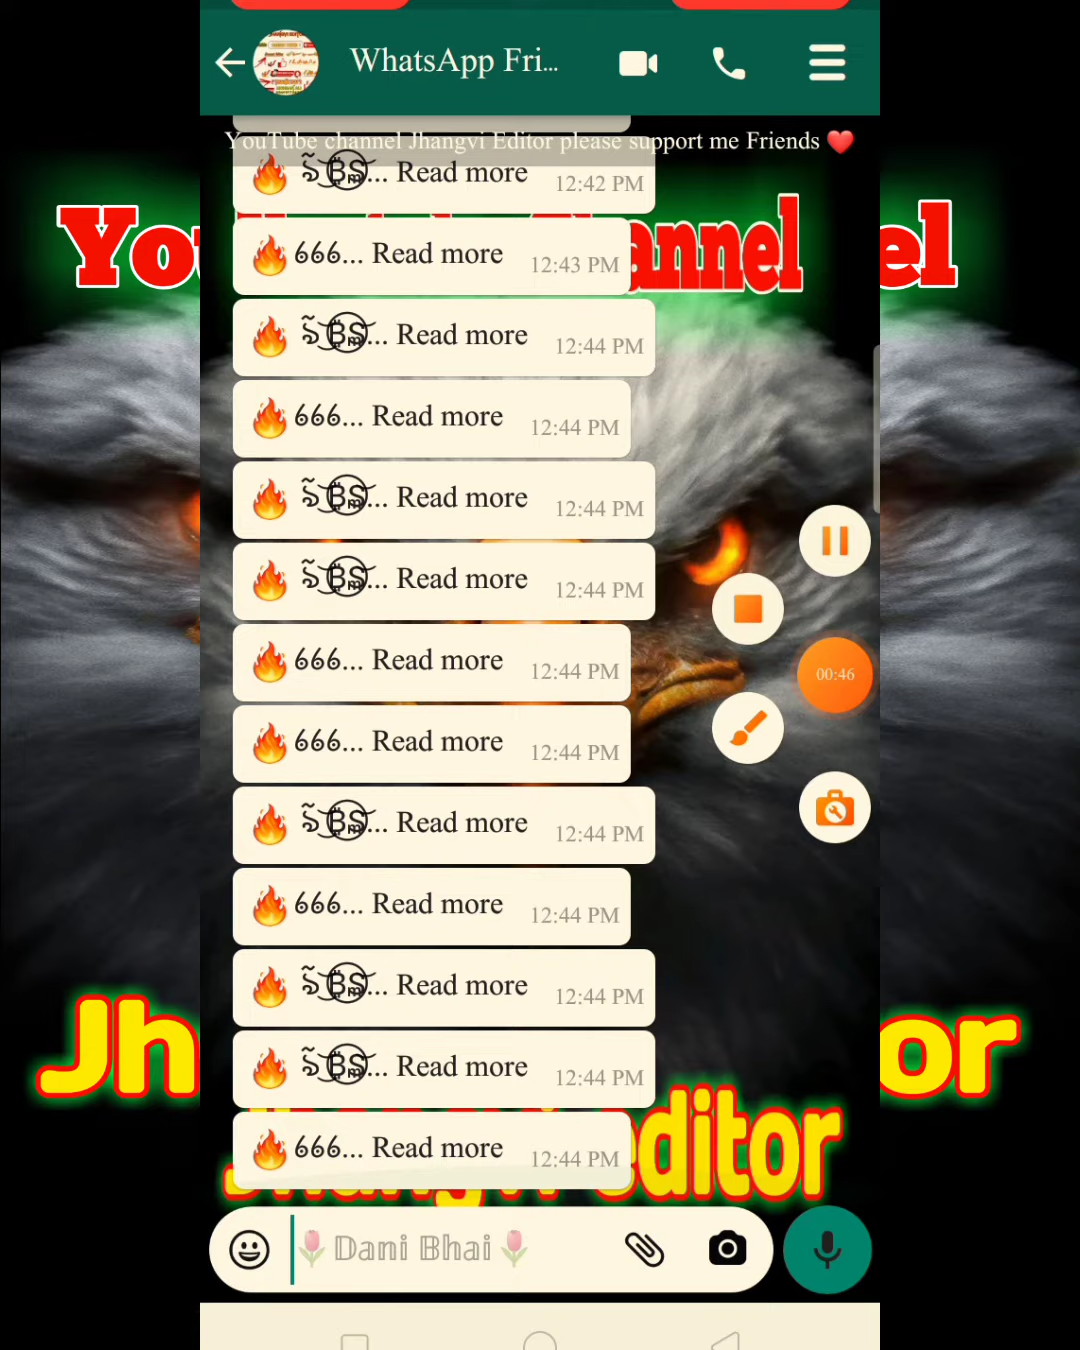 WhatsApp Fri...
YouTube channel Jhangvi Editor please support me Friends ❤️
Read more 12:42 PM
🔥 666... Read more 12:43 PM
Read more 12:44 PM
🔥 666... Read more 12:44 PM
Read more 12:44 PM
Read more 12:44 PM
🔥 666... Read more 12:44 PM
🔥 666... Read more 12:44 PM
Read more 12:44 PM
🔥 666... Read more 12:44 PM
Read more 12:44 PM
Read more 12:44 PM
🔥 666... Read more 12:44 PM
00:46
editor
🌷𝔻𝕒𝕟𝕚 𝔹𝕙𝕒𝕚🌷